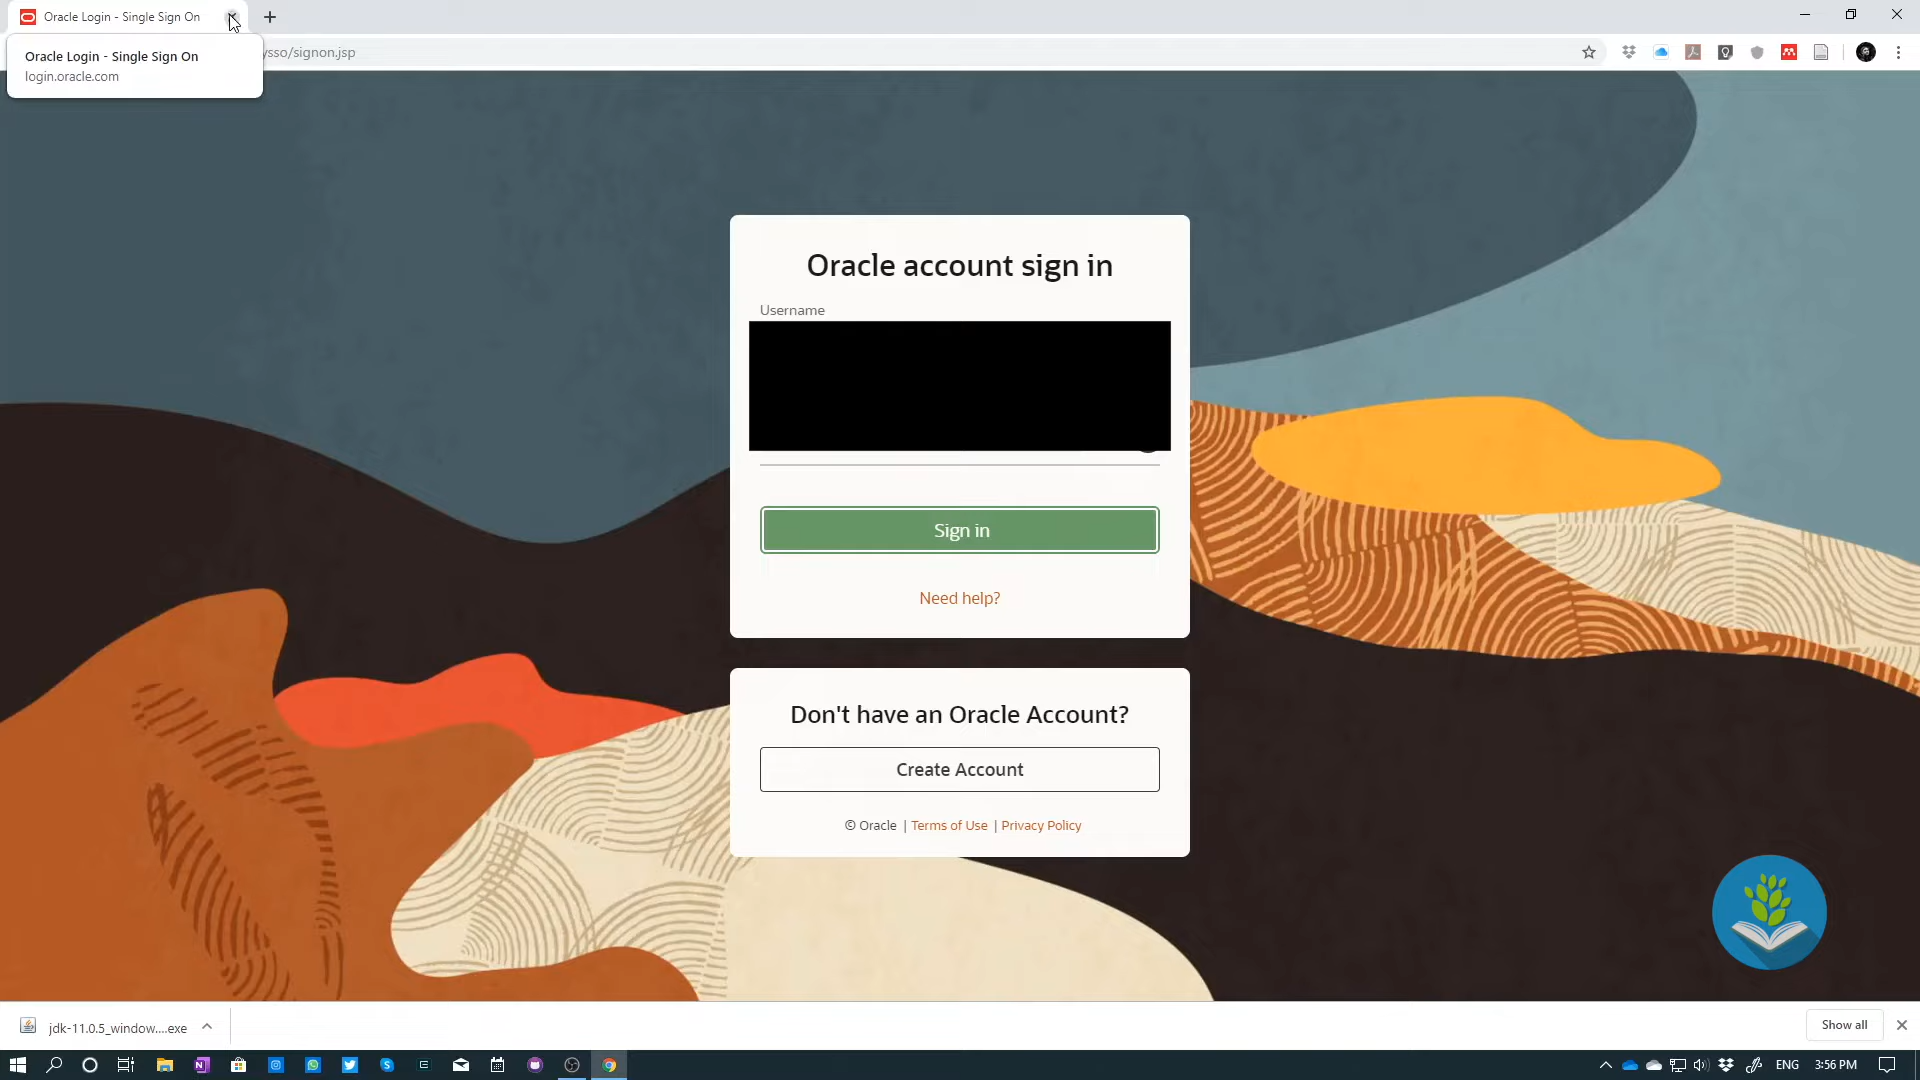 Oracle Login - Single Sign On
Oracle Login - Single Sign On
login.oracle.com
/sso/signon.jsp
Oracle account sign in
Username
Sign in
Need help?
Don't have an Oracle Account?
Create Account
© Oracle | Terms of Use | Privacy Policy
jdk-11.0.5_window....exe
Show all
ENG
3:56 PM